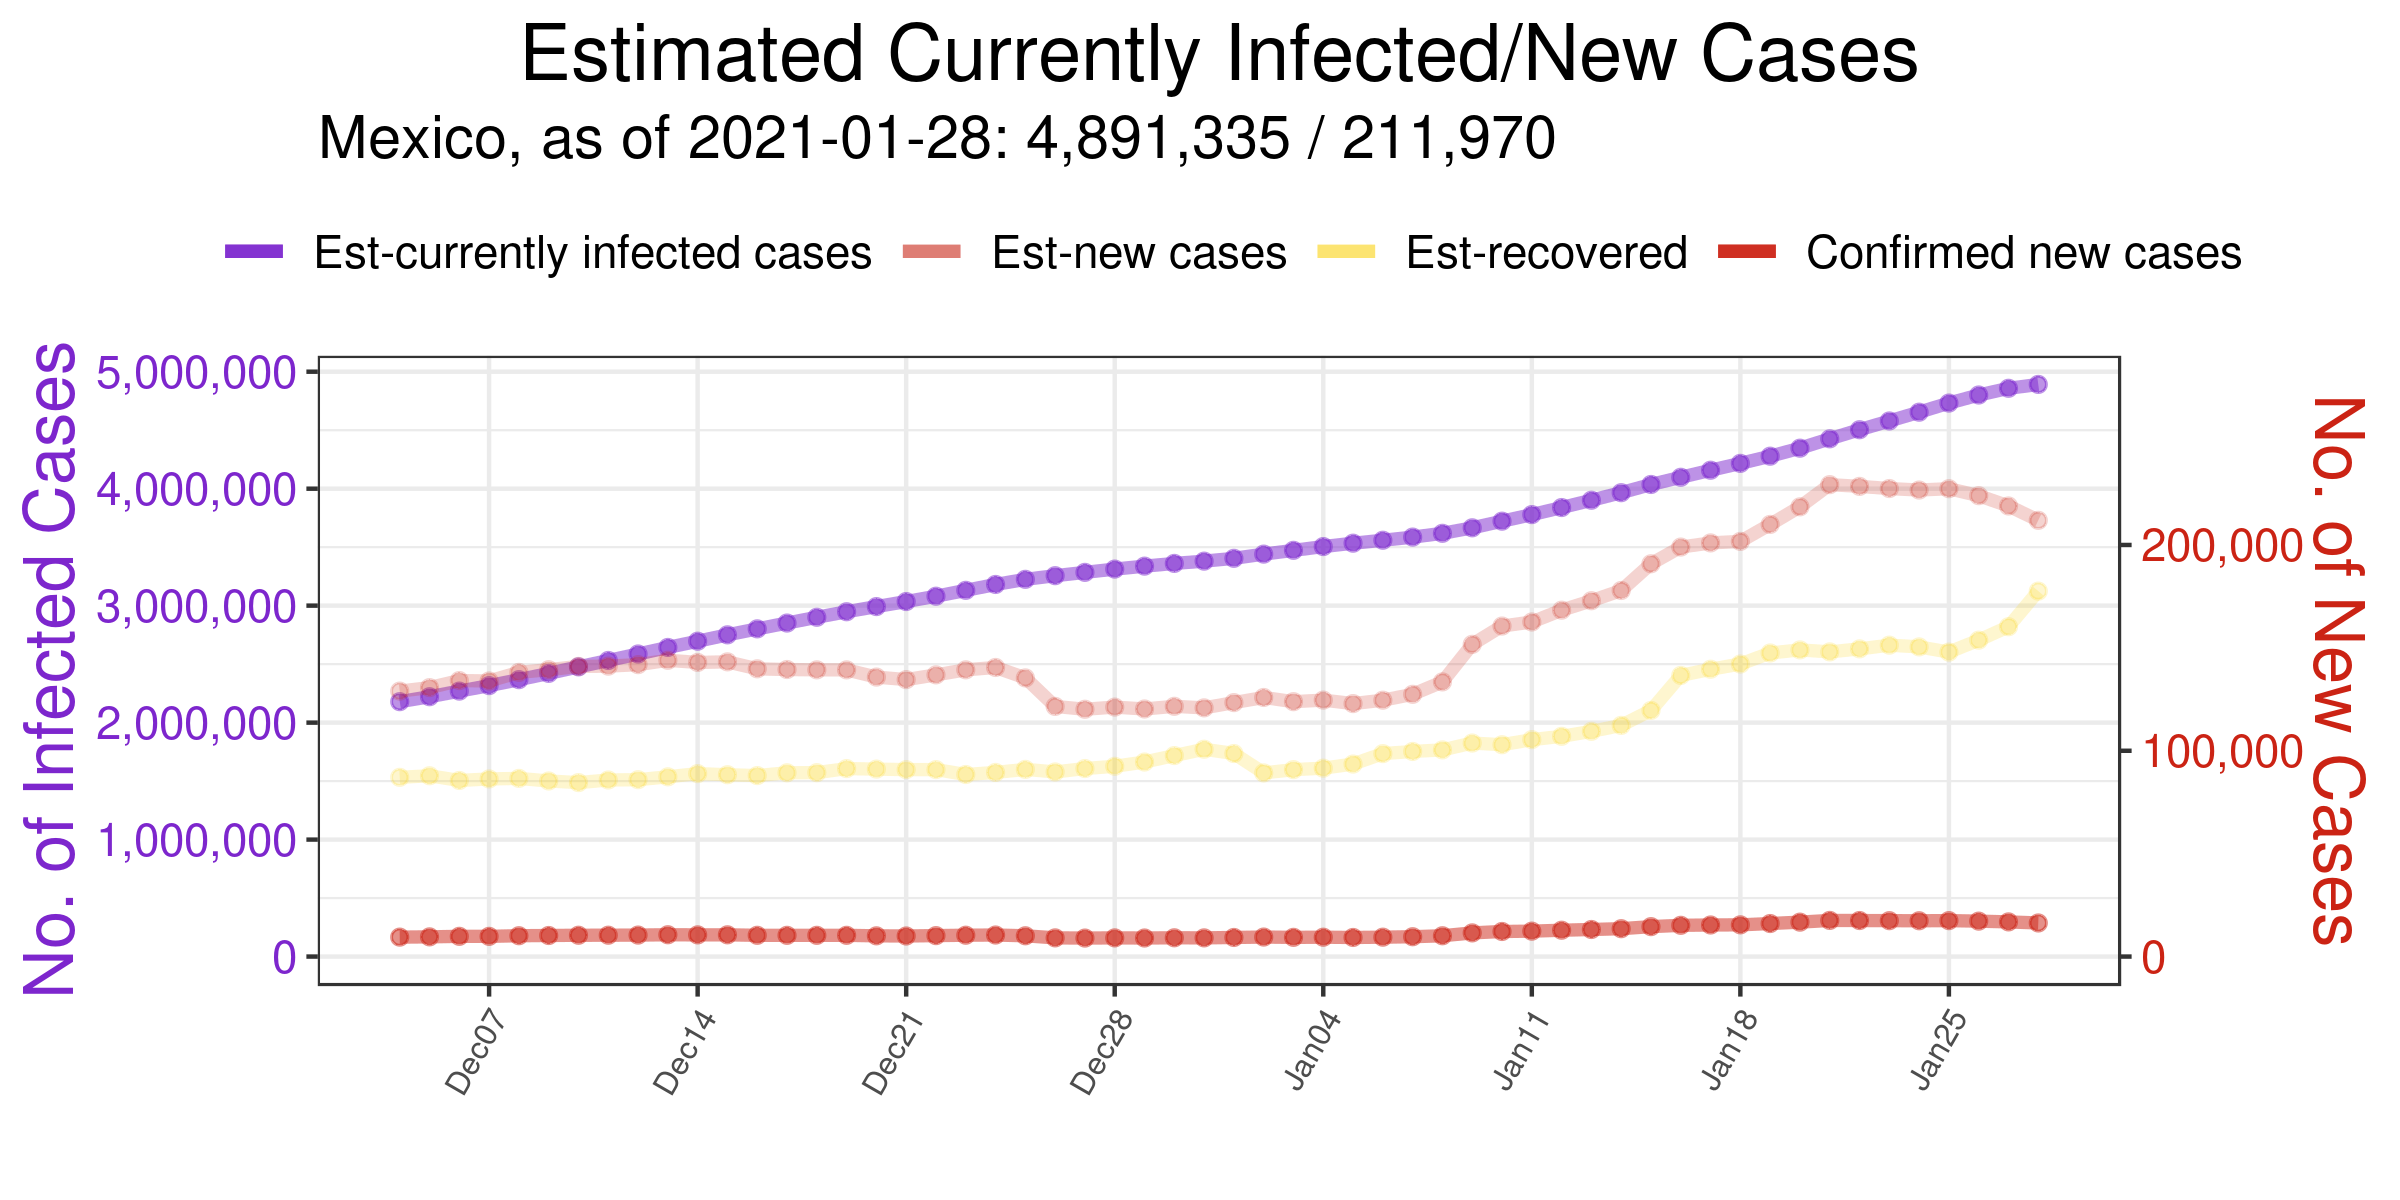 Estimated Currently Infected/New Cases
Mexico, as of 2021-01-28: 4,891,335 / 211,970
Est-currently infected cases Est-new cases Est-recovered Confirmed new cases
No. of Infected Cases
5,000,000
4,000,000
3,000,000
2,000,000
1,000,000
0
200,000
100,000
0
No. of New Cases
Dec07 Dec14 Dec21 Dec28 Jan04 Jan11 Jan18 Jan25